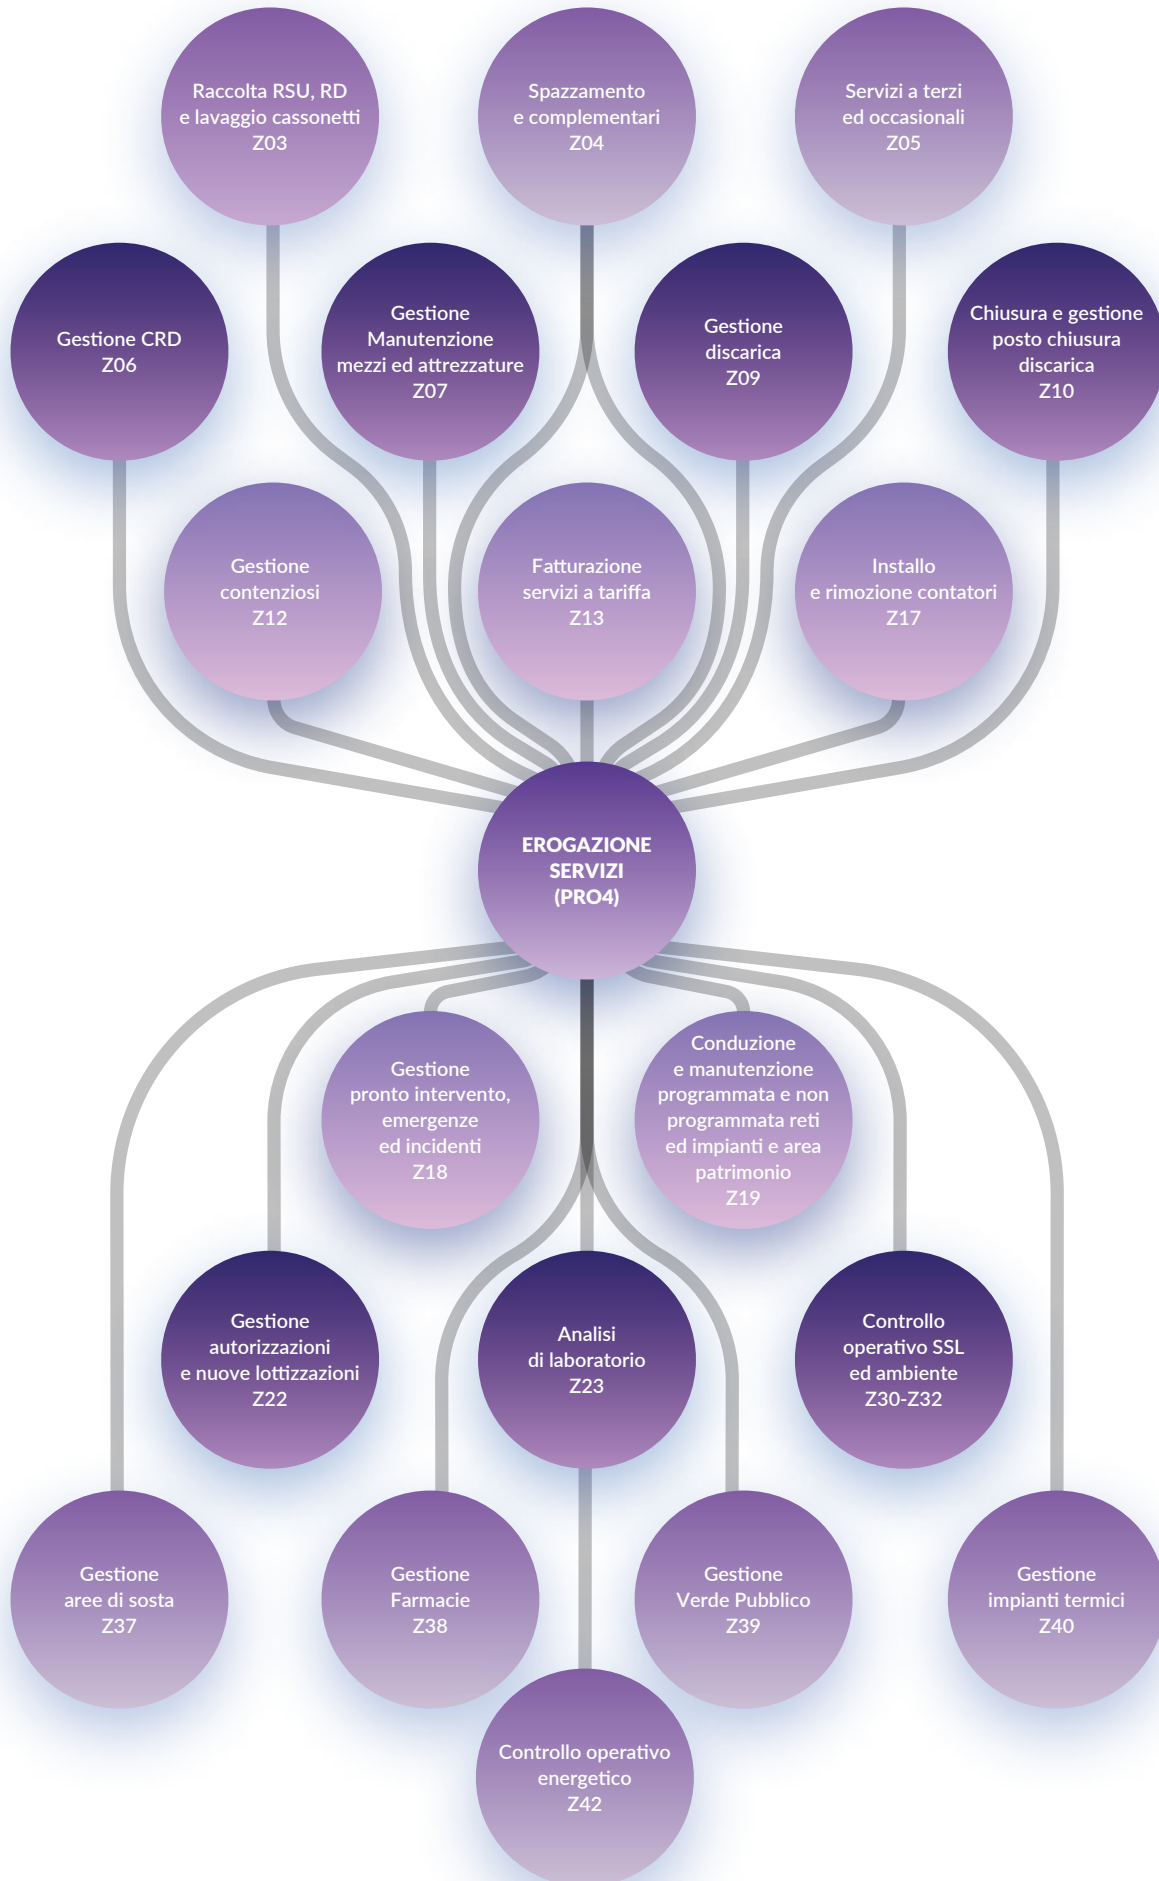 Raccolta RSU, RD
e lavaggio cassonetti
Z03
Spazzamento
e complementari
Z04
Servizi a terzi
ed occasionali
Z05
Gestione CRD
Z06
Gestione
Manutenzione
mezzi ed attrezzature
Z07
Gestione
discarica
Z09
Chiusura e gestione
posto chiusura
discarica
Z10
Gestione
contenziosi
Z12
Fatturazione
servizi a tariffa
Z13
Installo
e rimozione contatori
Z17
EROGAZIONE
SERVIZI
(PRO4)
Gestione
pronto intervento,
emergenze
ed incidenti
Z18
Conduzione
e manutenzione
programmata e non
programmata reti
ed impianti e area
patrimonio
Z19
Gestione
autorizzazioni
e nuove lottizzazioni
Z22
Analisi
di laboratorio
Z23
Controllo
operativo SSL
ed ambiente
Z30-Z32
Gestione
aree di sosta
Z37
Gestione
Farmacie
Z38
Gestione
Verde Pubblico
Z39
Gestione
impianti termici
Z40
Controllo operativo
energetico
Z42